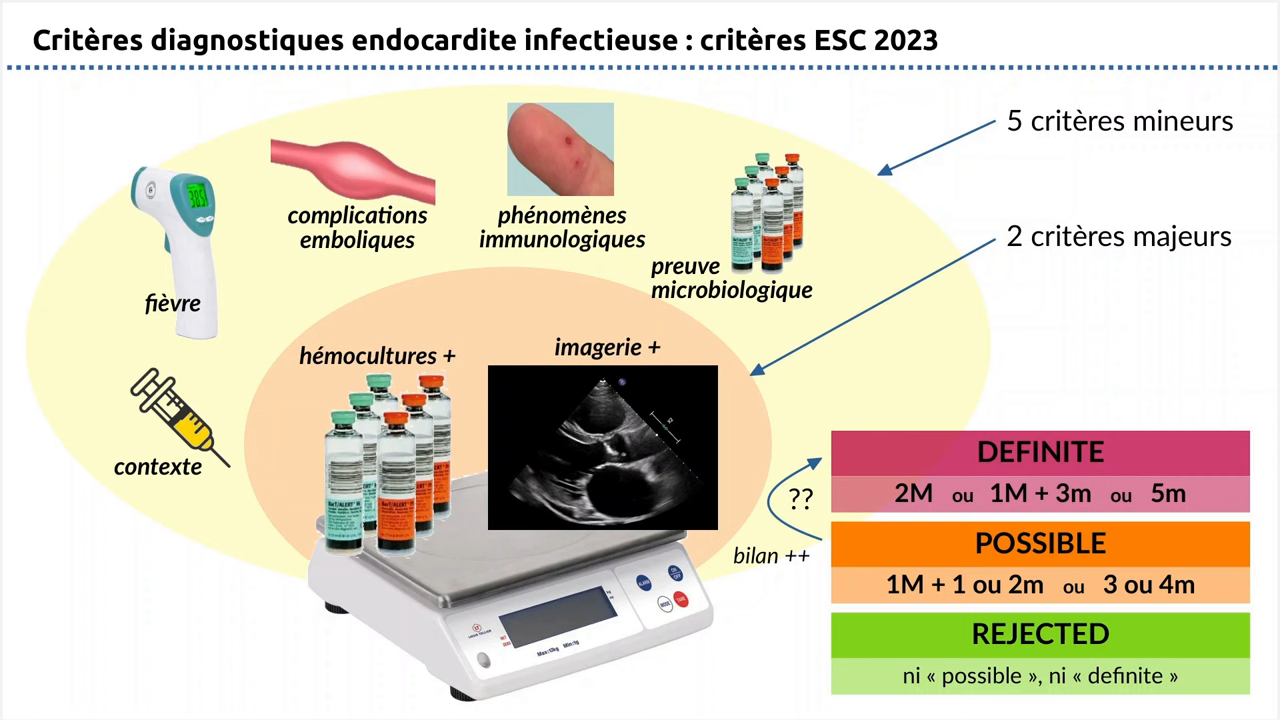 Critères diagnostiques endocardite infectieuse : critères ESC 2023
5 critères mineurs
2 critères majeurs
complications
emboliques
phénomènes
immunologiques
preuve
microbiologique
fièvre
hémocultures +
imagerie +
contexte
DEFINITE
2M ou 1M + 3m ou 5m
??
bilan ++
POSSIBLE
1M + 1 ou 2m ou 3 ou 4m
REJECTED
ni « possible », ni « definite »